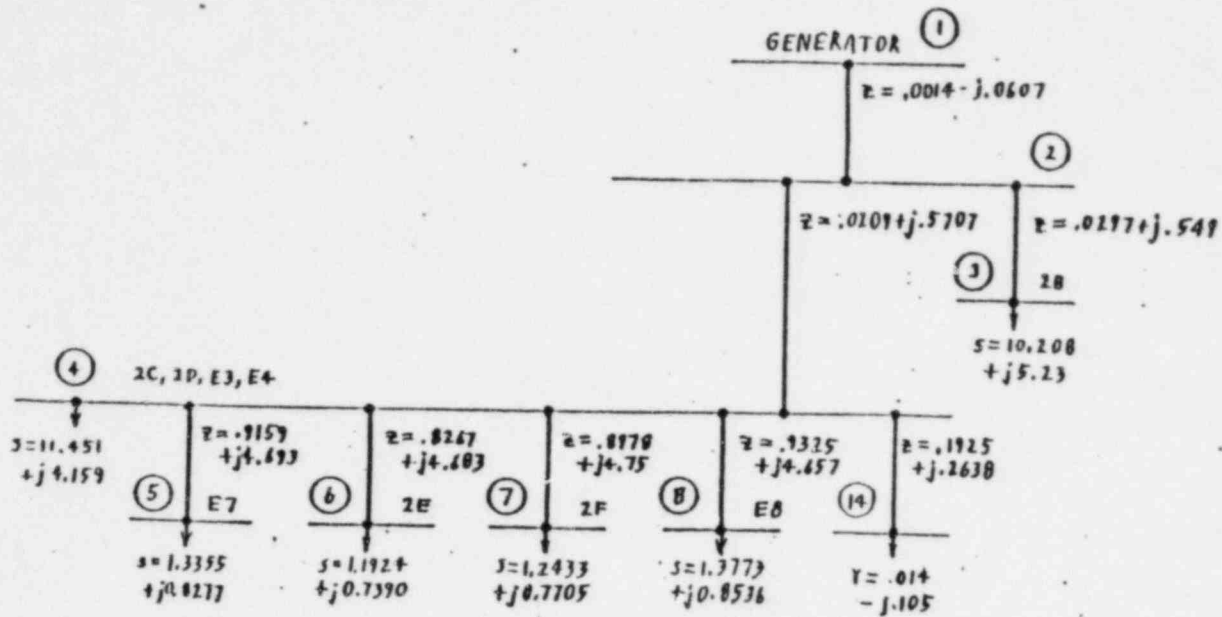 GENERATOR 1
z = .0014 - j.0607
2
z = .0109 + j.5707
z = .0297 + j.549
3 2B
s = 10.208
+ j5.23
4
2C, 2D, E3, E4
s = 11.451
+ j4.159
z = .9159
+ j4.693
z = .8267
+ j4.683
z = .8978
+ j4.75
z = .9325
+ j4.657
z = .1925
+ j.2638
5 E7
6 2E
7 2F
8 E8
14
s = 1.3355
+ j0.8277
s = 1.1924
+ j0.7390
s = 1.2433
+ j0.7705
s = 1.3773
+ j0.8536
Y = .014
- j.105